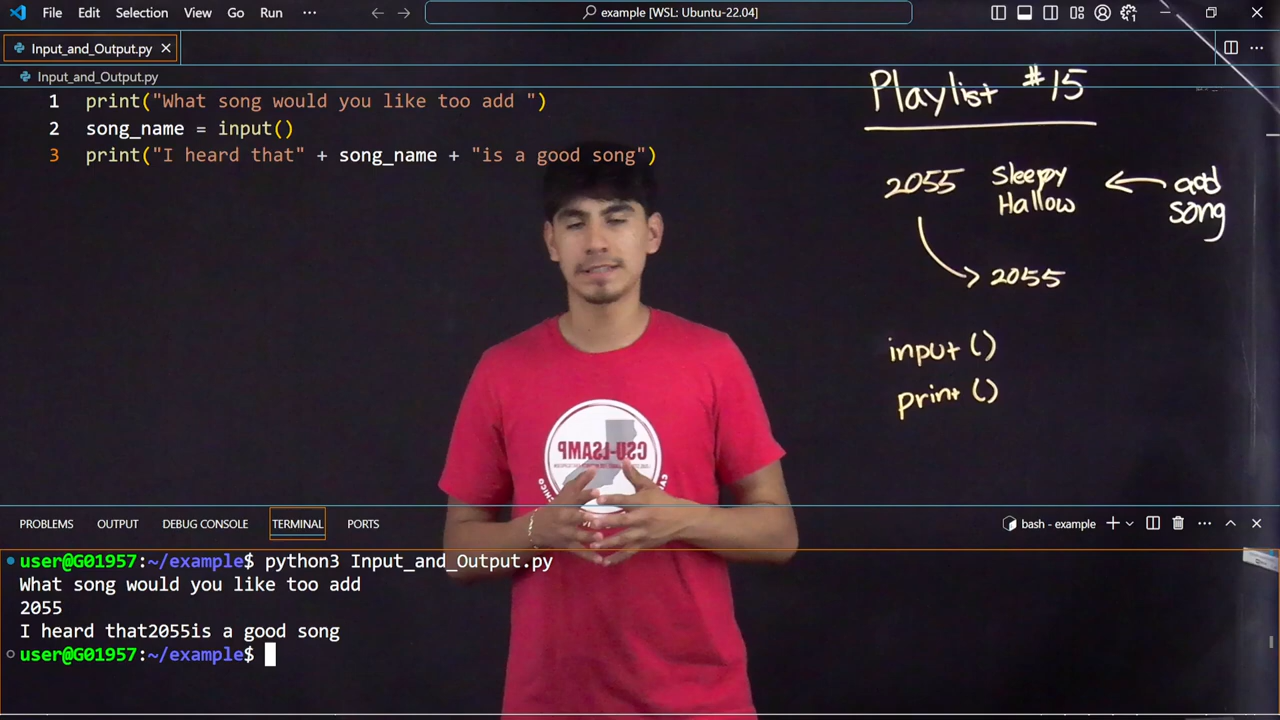 File Edit Selection View Go Run ··· example [WSL: Ubuntu-22.04]
Input_and_Output.py
Input_and_Output.py
1 print("What song would you like too add ")
2 song_name = input()
3 print("I heard that" + song_name + "is a good song")
Playlist #15
2055 Sleepy Hallow ← add song
2055
input ()
print ()
CSU-LSAMP
PROBLEMS OUTPUT DEBUG CONSOLE TERMINAL PORTS bash - example
user@G01957:~/example$ python3 Input_and_Output.py
What song would you like too add
2055
I heard that2055is a good song
user@G01957:~/example$